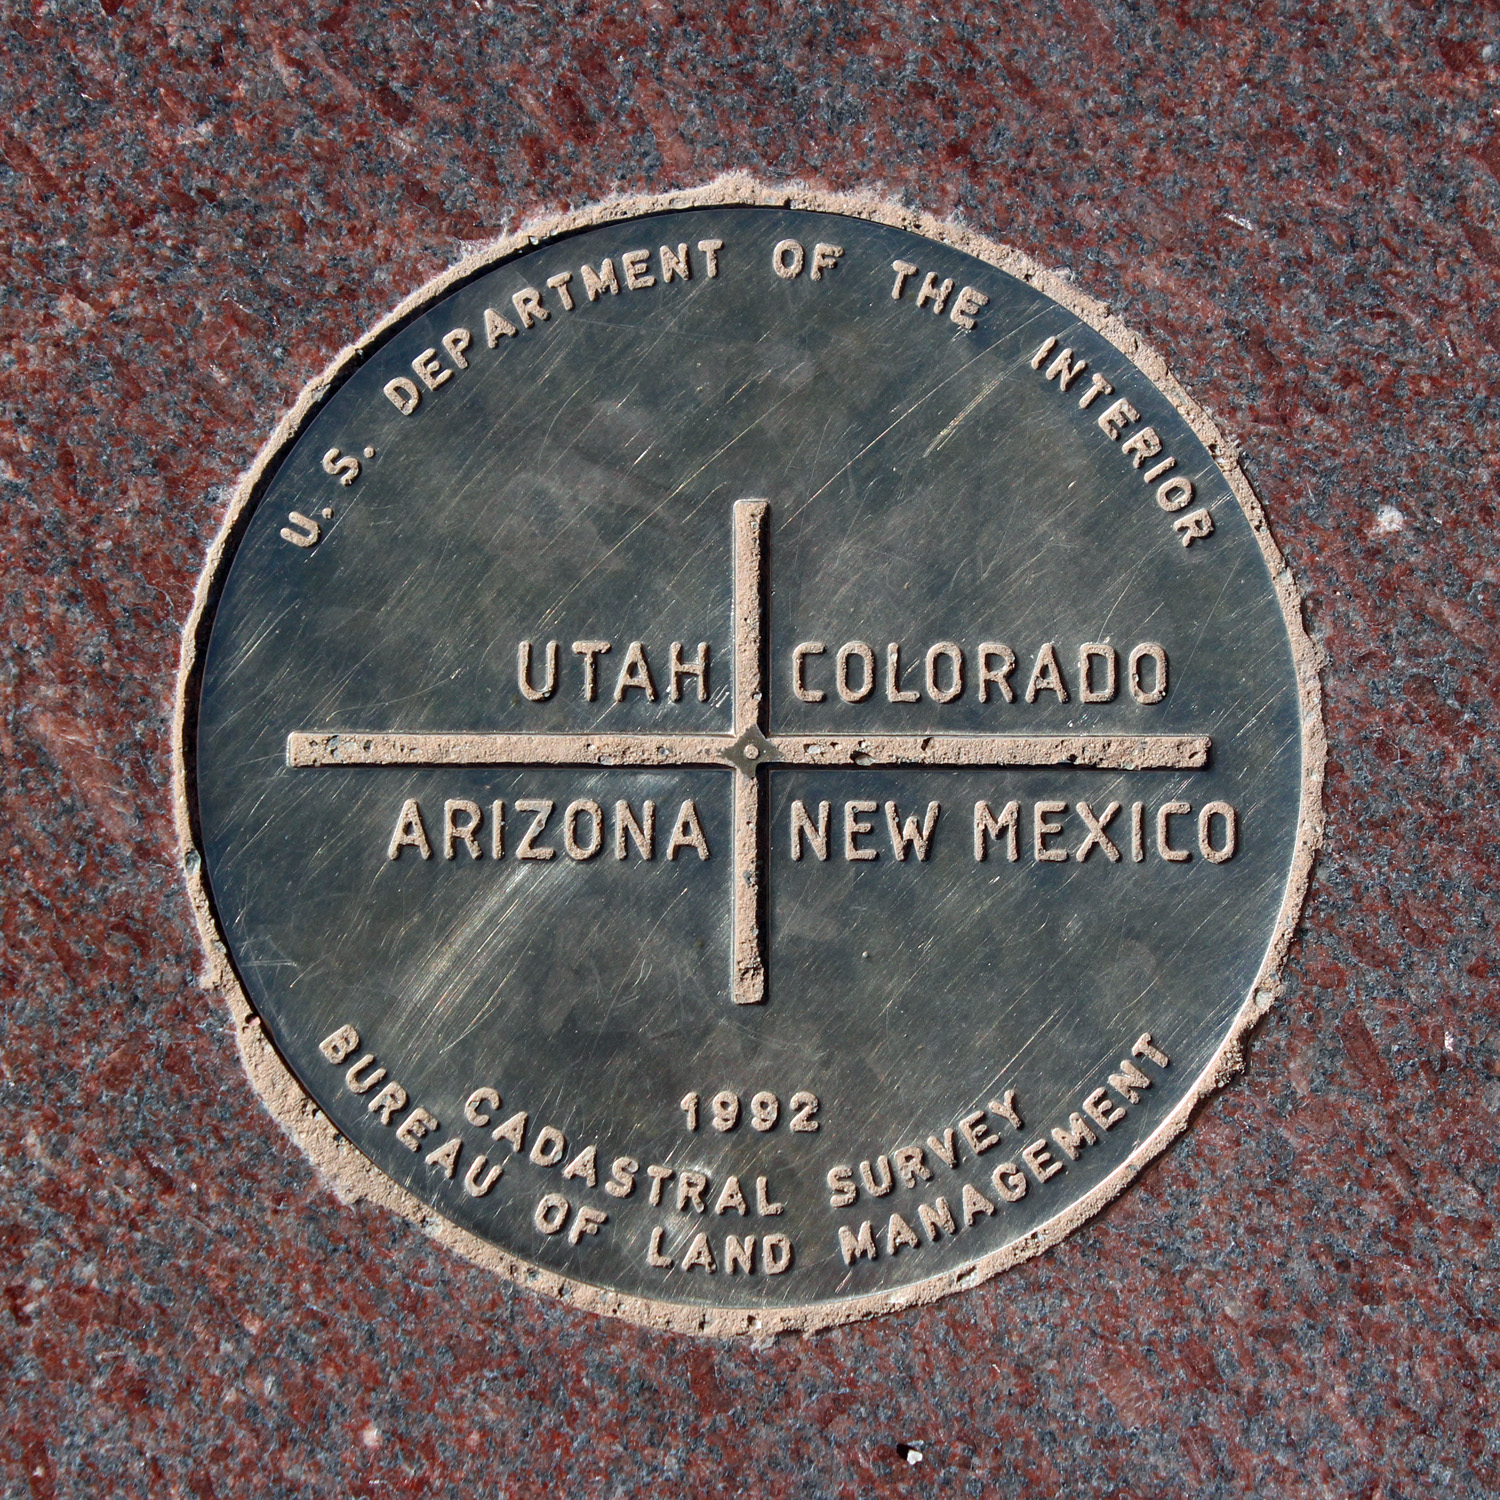 U. S. DEPARTMENT OF THE INTERIOR
UTAH COLORADO
ARIZONA NEW MEXICO
1992
CADASTRAL SURVEY
BUREAU OF LAND MANAGEMENT